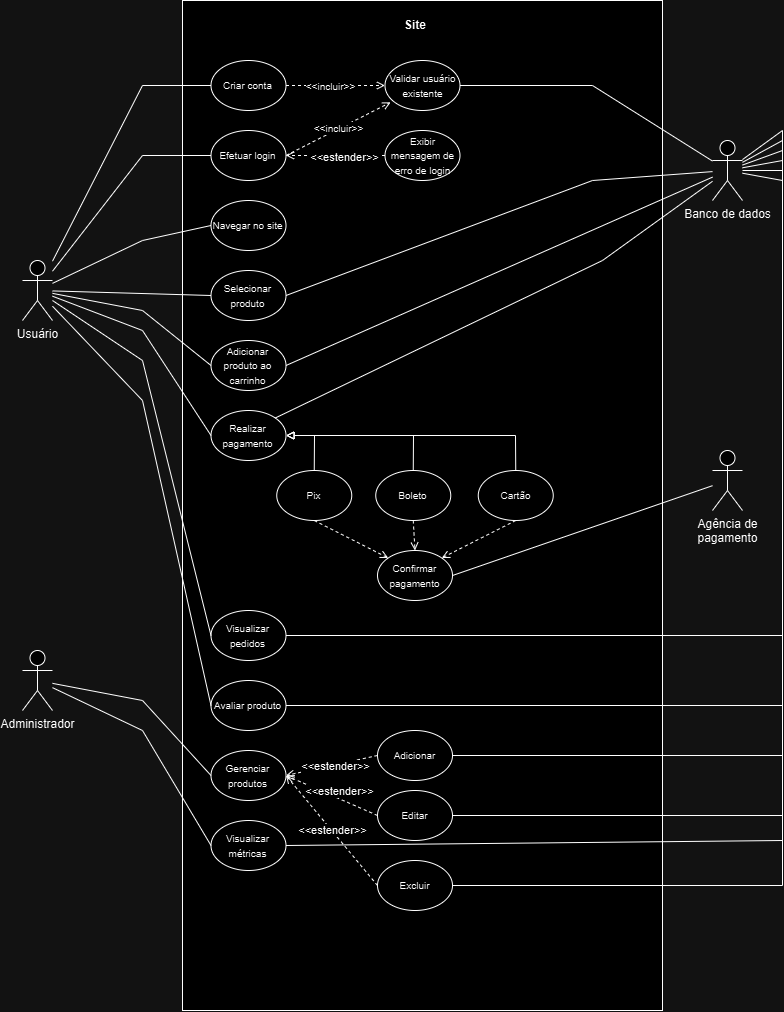 Site
Criar conta
<<incluir>>
Validar usuário
existente
<<incluir>>
Efetuar login
<<estender>>
Exibir
mensagem de
erro de login
Banco de dados
Navegar no site
Selecionar
produto
Usuário
Adicionar
produto ao
carrinho
Realizar
pagamento
Pix
Boleto
Cartão
Agência de
pagamento
Confirmar
pagamento
Visualizar
pedidos
Avaliar produto
Administrador
Gerenciar
produtos
<<estender>>
Adicionar
<<estender>>
Editar
<<estender>>
Visualizar
métricas
Excluir